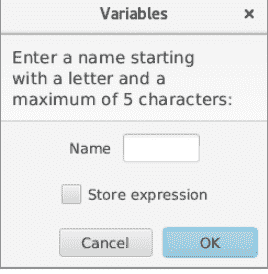 Variables ×
Enter a name starting
with a letter and a
maximum of 5 characters:
Name
Store expression
Cancel OK